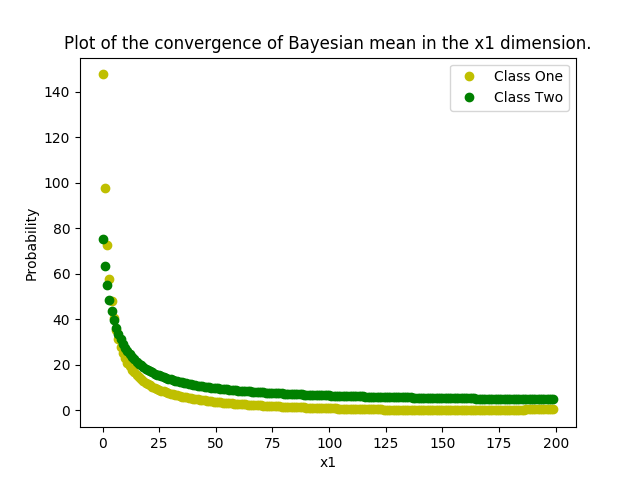 Plot of the convergence of Bayesian mean in the x1 dimension.
Class One
Class Two
140
120
100
80
60
40
20
0
Probability
0 25 50 75 100 125 150 175 200
x1